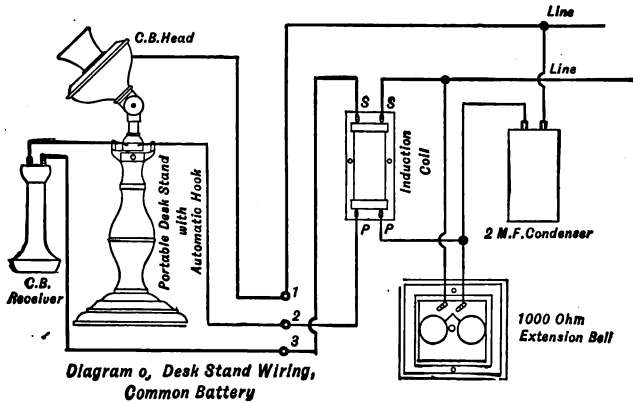 Line
C.B.Head
Line
S S
Induction
Coil
Portable Desk Stand
with
Automatic Hook
P P
2 M.F.Condenser
C.B.
Receiver
1
2
3
1000 Ohm
Extension Bell
Diagram o, Desk Stand Wiring,
Common Battery